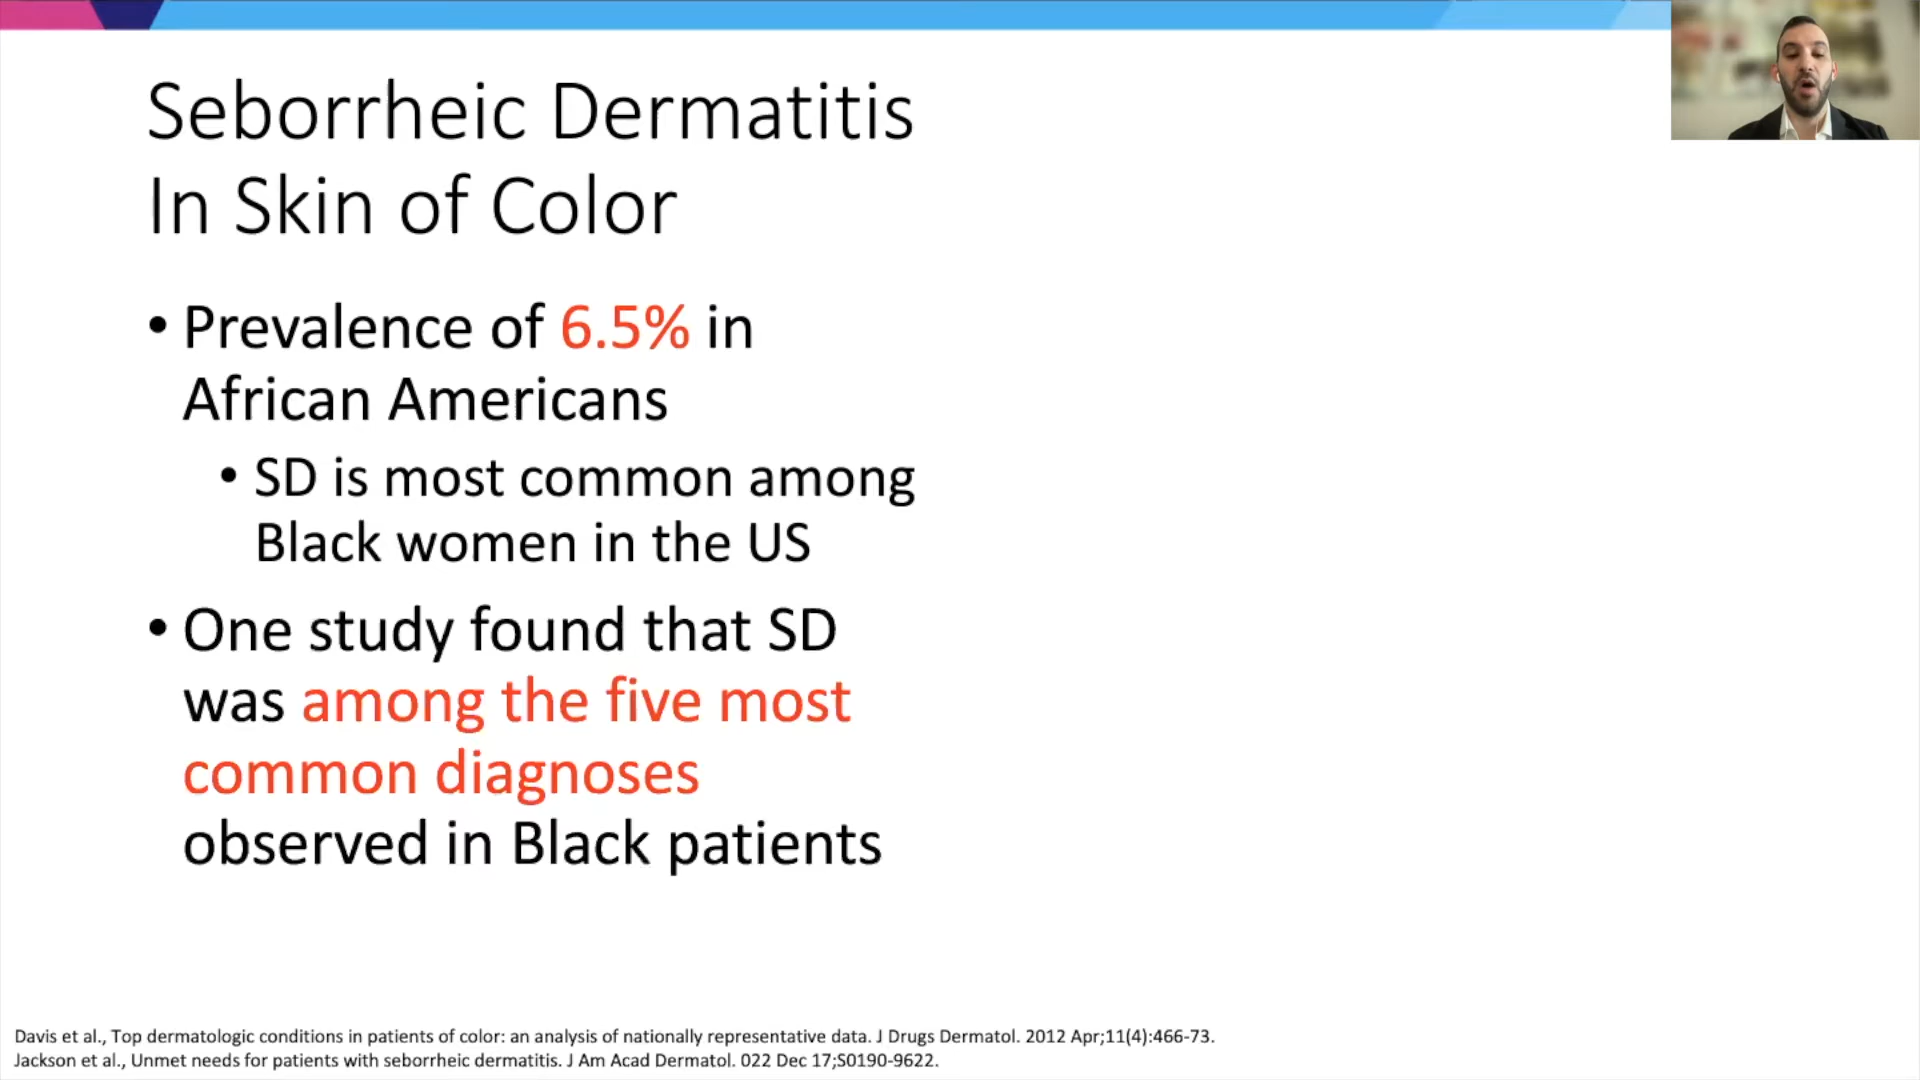 Seborrheic Dermatitis
In Skin of Color
• Prevalence of 6.5% in
African Americans
• SD is most common among
Black women in the US
• One study found that SD
was among the five most
common diagnoses
observed in Black patients
Davis et al., Top dermatologic conditions in patients of color: an analysis of nationally representative data. J Drugs Dermatol. 2012 Apr;11(4):466-73.
Jackson et al., Unmet needs for patients with seborrheic dermatitis. J Am Acad Dermatol. 022 Dec 17;S0190-9622.